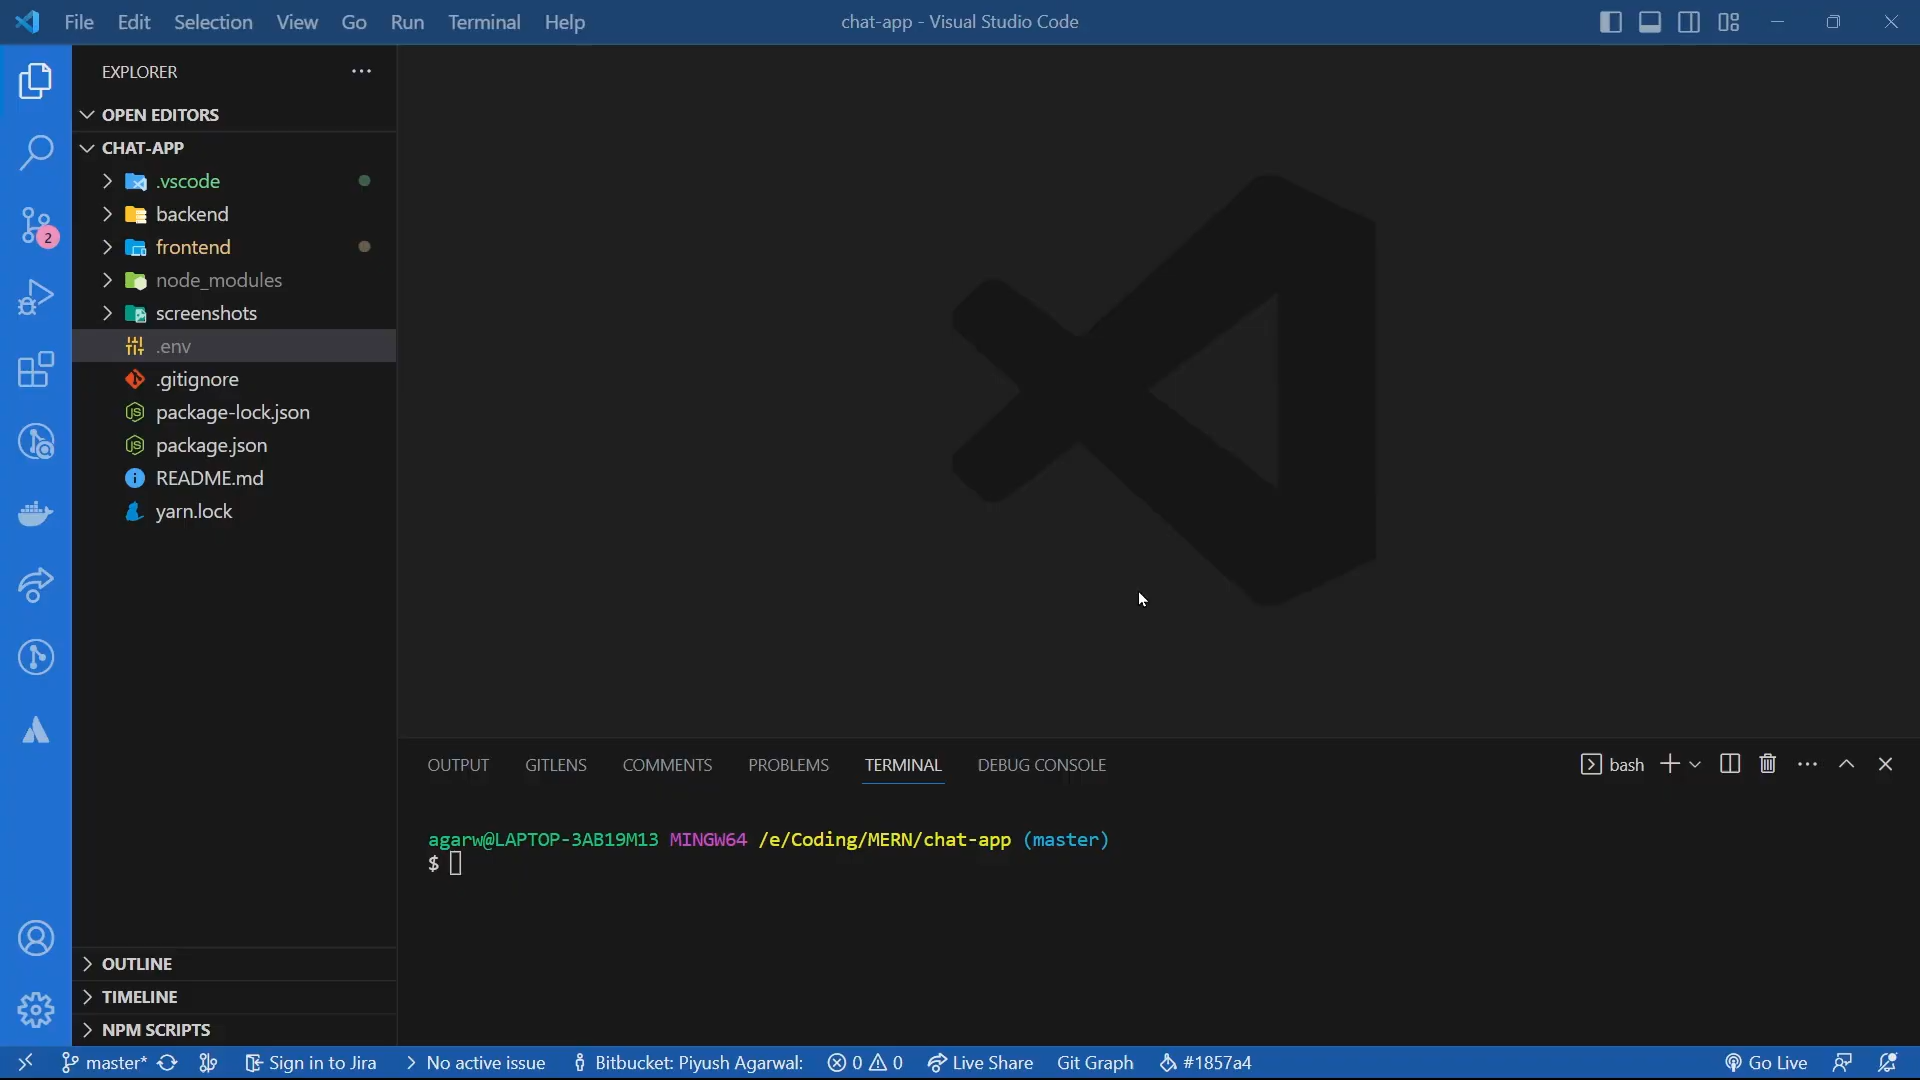 File Edit Selection View Go Run Terminal Help
chat-app - Visual Studio Code
EXPLORER
OPEN EDITORS
CHAT-APP
.vscode
backend
2
frontend
node_modules
screenshots
.env
.gitignore
package-lock.json
package.json
README.md
yarn.lock
OUTPUT GITLENS COMMENTS PROBLEMS TERMINAL DEBUG CONSOLE
bash
agarw@LAPTOP-3AB19M13 MINGW64 /e/Coding/MERN/chat-app (master)
$
OUTLINE
TIMELINE
NPM SCRIPTS
master* Sign in to Jira No active issue Bitbucket: Piyush Agarwal: 0 0 Live Share Git Graph #1857a4 Go Live